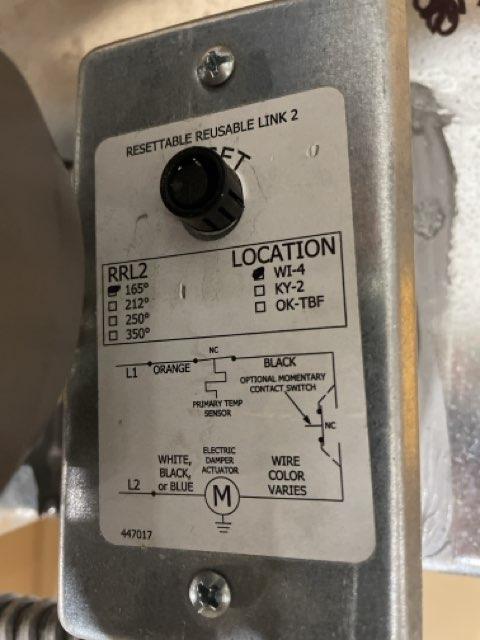 RESETTABLE REUSABLE LINK 2
ET
RRL2
165°
212°
250°
350°
LOCATION
WI-4
KY-2
OK-TBF
NC
L1
ORANGE
BLACK
OPTIONAL MOMENTARY
CONTACT SWITCH
PRIMARY TEMP
SENSOR
NC
ELECTRIC
DAMPER
ACTUATOR
WHITE,
BLACK,
or BLUE
WIRE
COLOR
VARIES
L2
M
447017